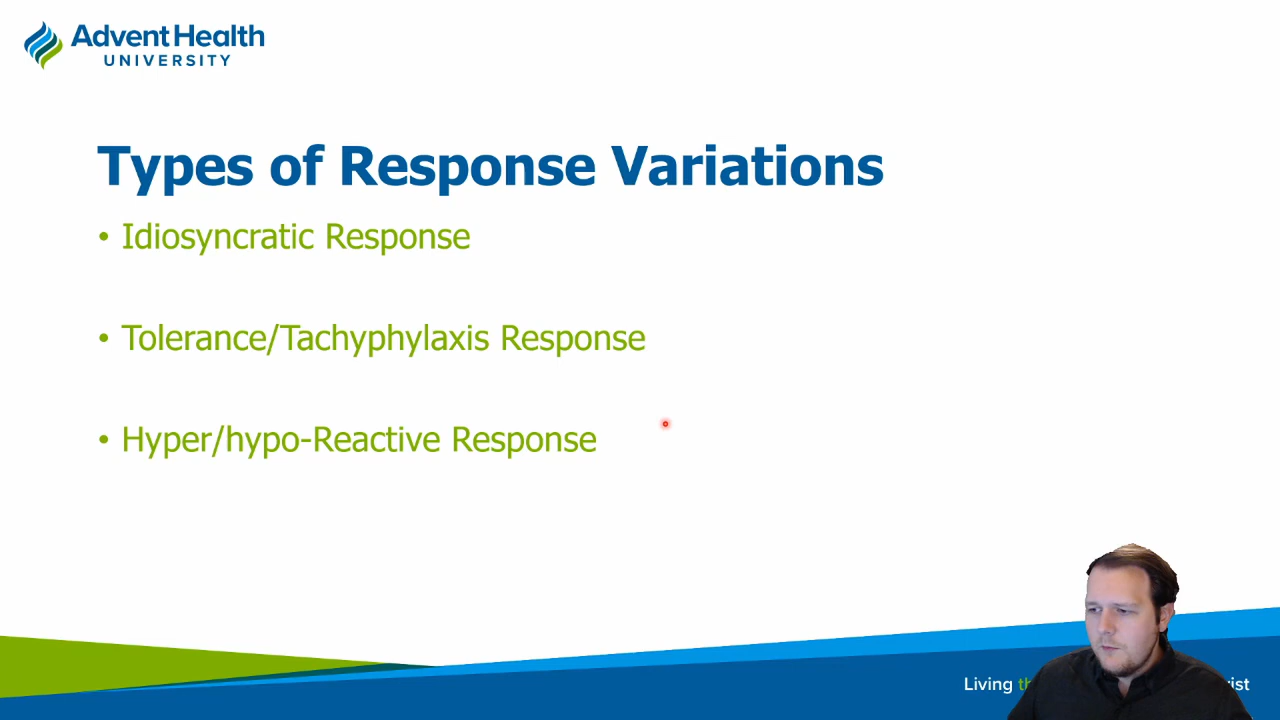 AdventHealth
UNIVERSITY
Types of Response Variations
• Idiosyncratic Response
• Tolerance/Tachyphylaxis Response
• Hyper/hypo-Reactive Response
Living